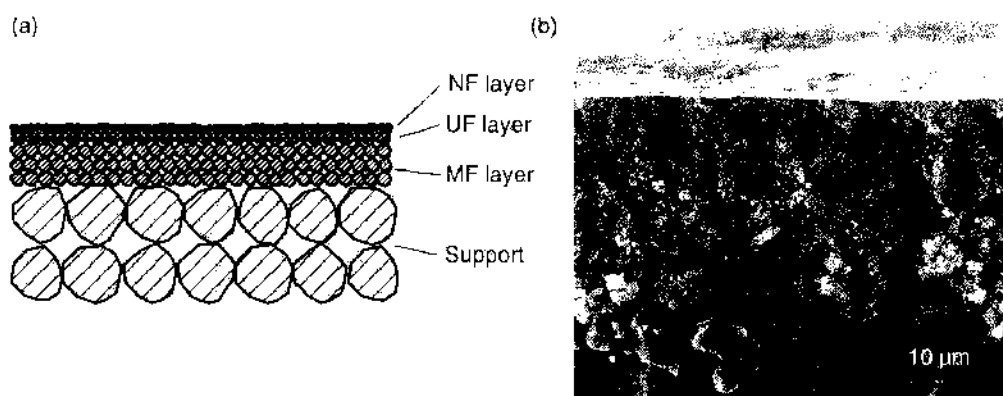 (a)
(b)
NF layer
UF layer
MF layer
Support
10 μm